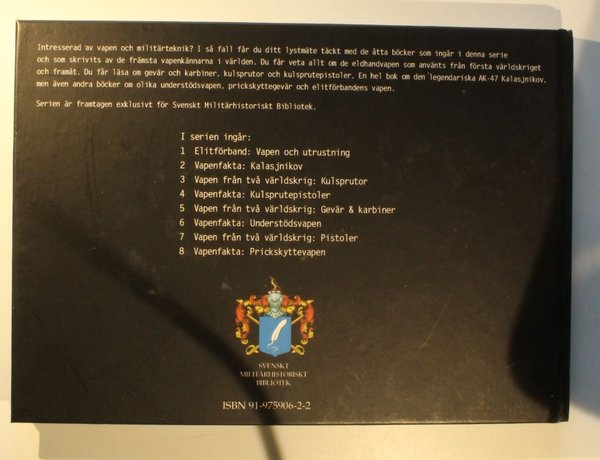 Intresserad av vapen och militärteknik? I så fall får du ditt lystmäte täckt med de åtta böcker som ingår i denna serie
och som skrivits av de främsta vapenkännarna i världen. Du får veta allt om de eldhandvapen som använts från första världskriget
och framåt. Du får läsa om gevär och karbiner, kulsprutor och kulsprutepistoler. En hel bok om den legendariska AK-47 Kalasjnikov,
men även andra böcker om olika understödsvapen, prickskyttegevär och elitförbandens vapen.
Serien är framtagen exklusivt för Svenskt Militärhistoriskt Bibliotek.
I serien ingår:
1 Elitförband: Vapen och utrustning
2 Vapenfakta: Kalasjnikov
3 Vapen från två världskrig: Kulsprutor
4 Vapenfakta: Kulsprutepistoler
5 Vapen från två världskrig: Gevär & karbiner
6 Vapenfakta: Understödsvapen
7 Vapen från två världskrig: Pistoler
8 Vapenfakta: Prickskyttevapen
SVENSKT
MILITÄRHISTORISKT
BIBLIOTEK
ISBN 91-975906-2-2